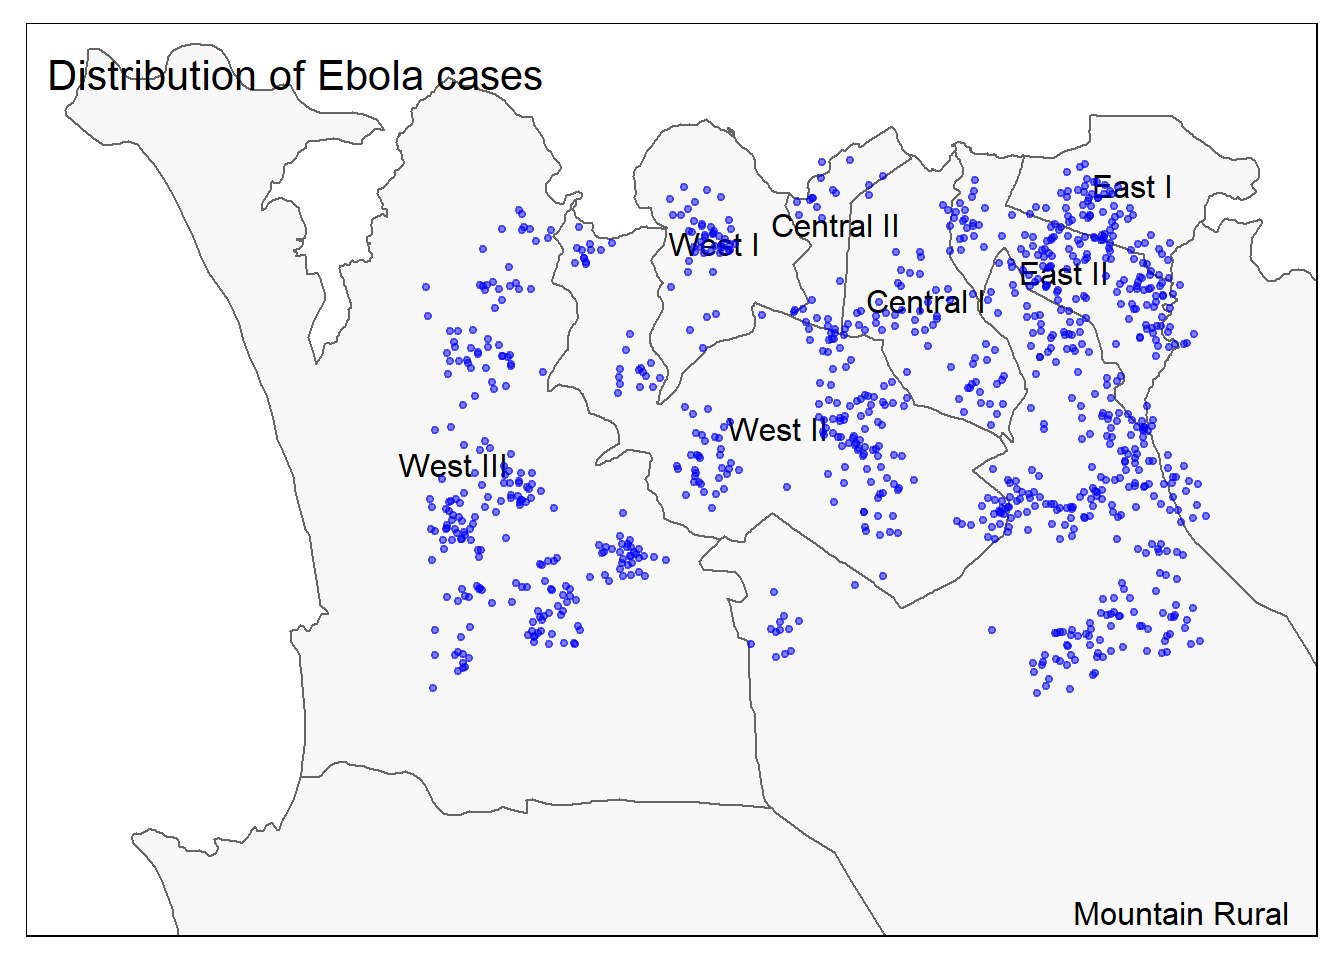 Distribution of Ebola cases
East I
Central II
West I
East II
Central I
West II
West III
Mountain Rural